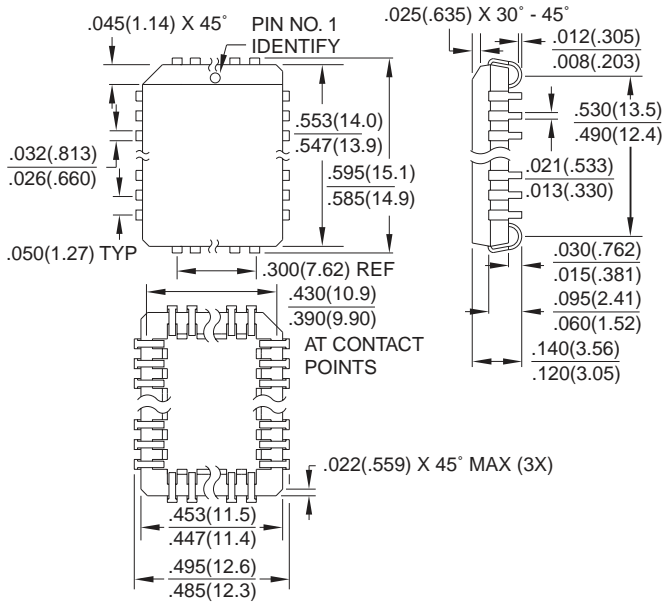 .045(1.14) X 45°
PIN NO. 1
IDENTIFY
.025(.635) X 30° - 45°
.012(.305)
.008(.203)
.553(14.0)
.547(13.9)
.530(13.5)
.490(12.4)
.032(.813)
.026(.660)
.595(15.1)
.585(14.9)
.021(.533)
.013(.330)
.050(1.27) TYP
.300(7.62) REF
.030(.762)
.015(.381)
.430(10.9)
.390(9.90)
AT CONTACT
POINTS
.095(2.41)
.060(1.52)
.140(3.56)
.120(3.05)
.022(.559) X 45° MAX (3X)
.453(11.5)
.447(11.4)
.495(12.6)
.485(12.3)